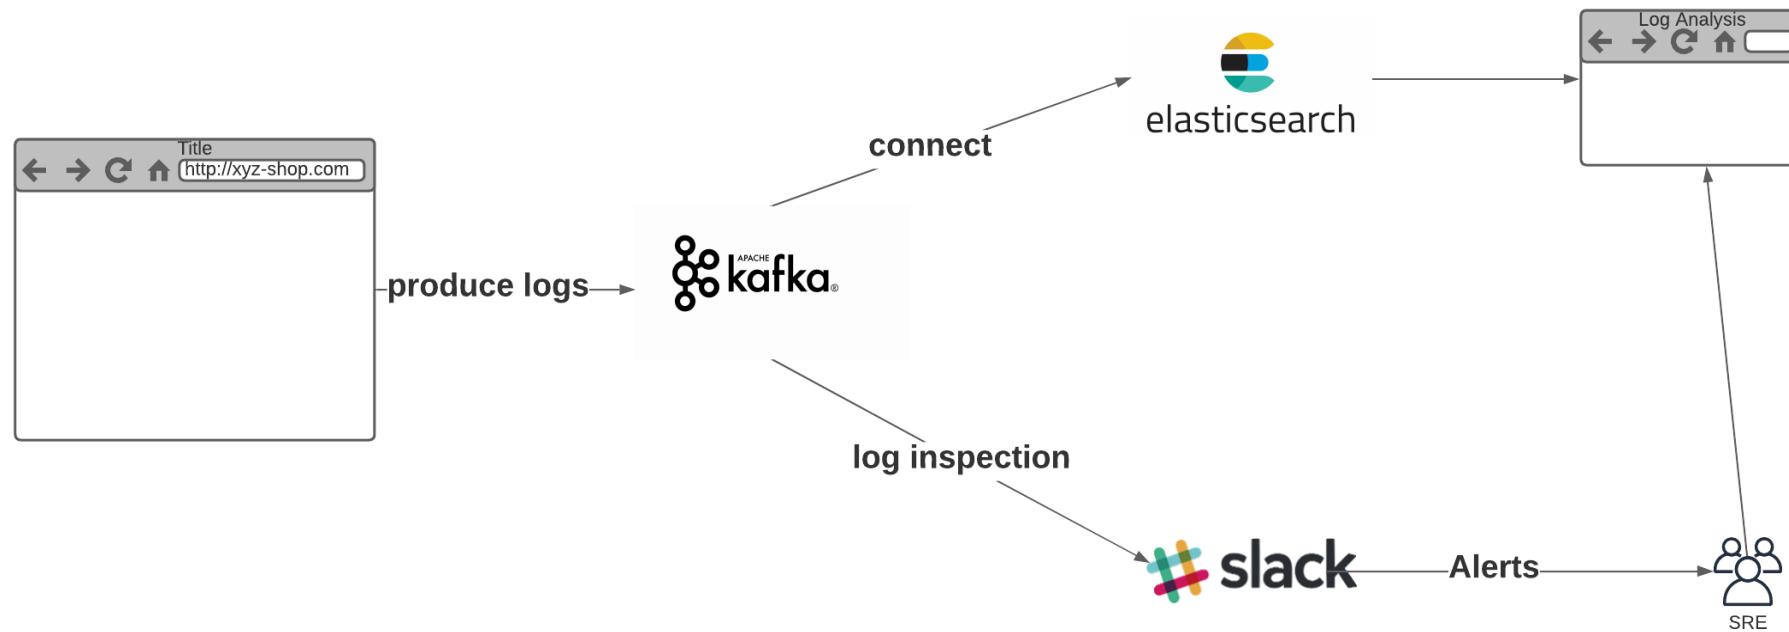 Log Analysis
elasticsearch
connect
Title
http://xyz-shop.com
APACHE
kafka®
produce logs
log inspection
slack
Alerts
SRE